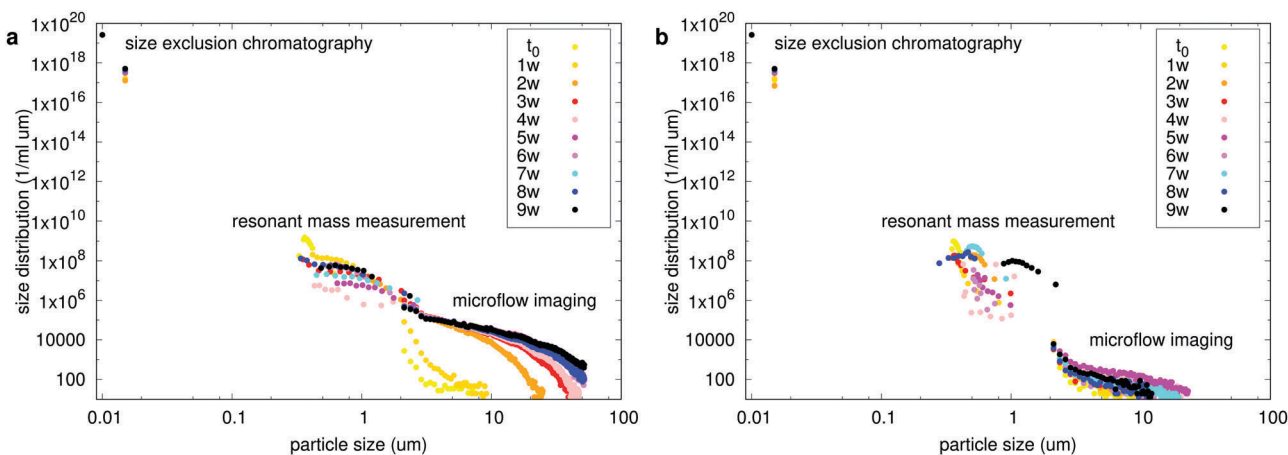 a
size distribution (1/ml um)
1x10^20
1x10^18
1x10^16
1x10^14
1x10^12
1x10^10
1x10^8
1x10^6
10000
100
size exclusion chromatography
resonant mass measurement
microflow imaging
t_0
1w
2w
3w
4w
5w
6w
7w
8w
9w
0.01
0.1
1
10
100
particle size (um)
b
size distribution (1/ml um)
1x10^20
1x10^18
1x10^16
1x10^14
1x10^12
1x10^10
1x10^8
1x10^6
10000
100
size exclusion chromatography
resonant mass measurement
microflow imaging
t_0
1w
2w
3w
4w
5w
6w
7w
8w
9w
0.01
0.1
1
10
100
particle size (um)